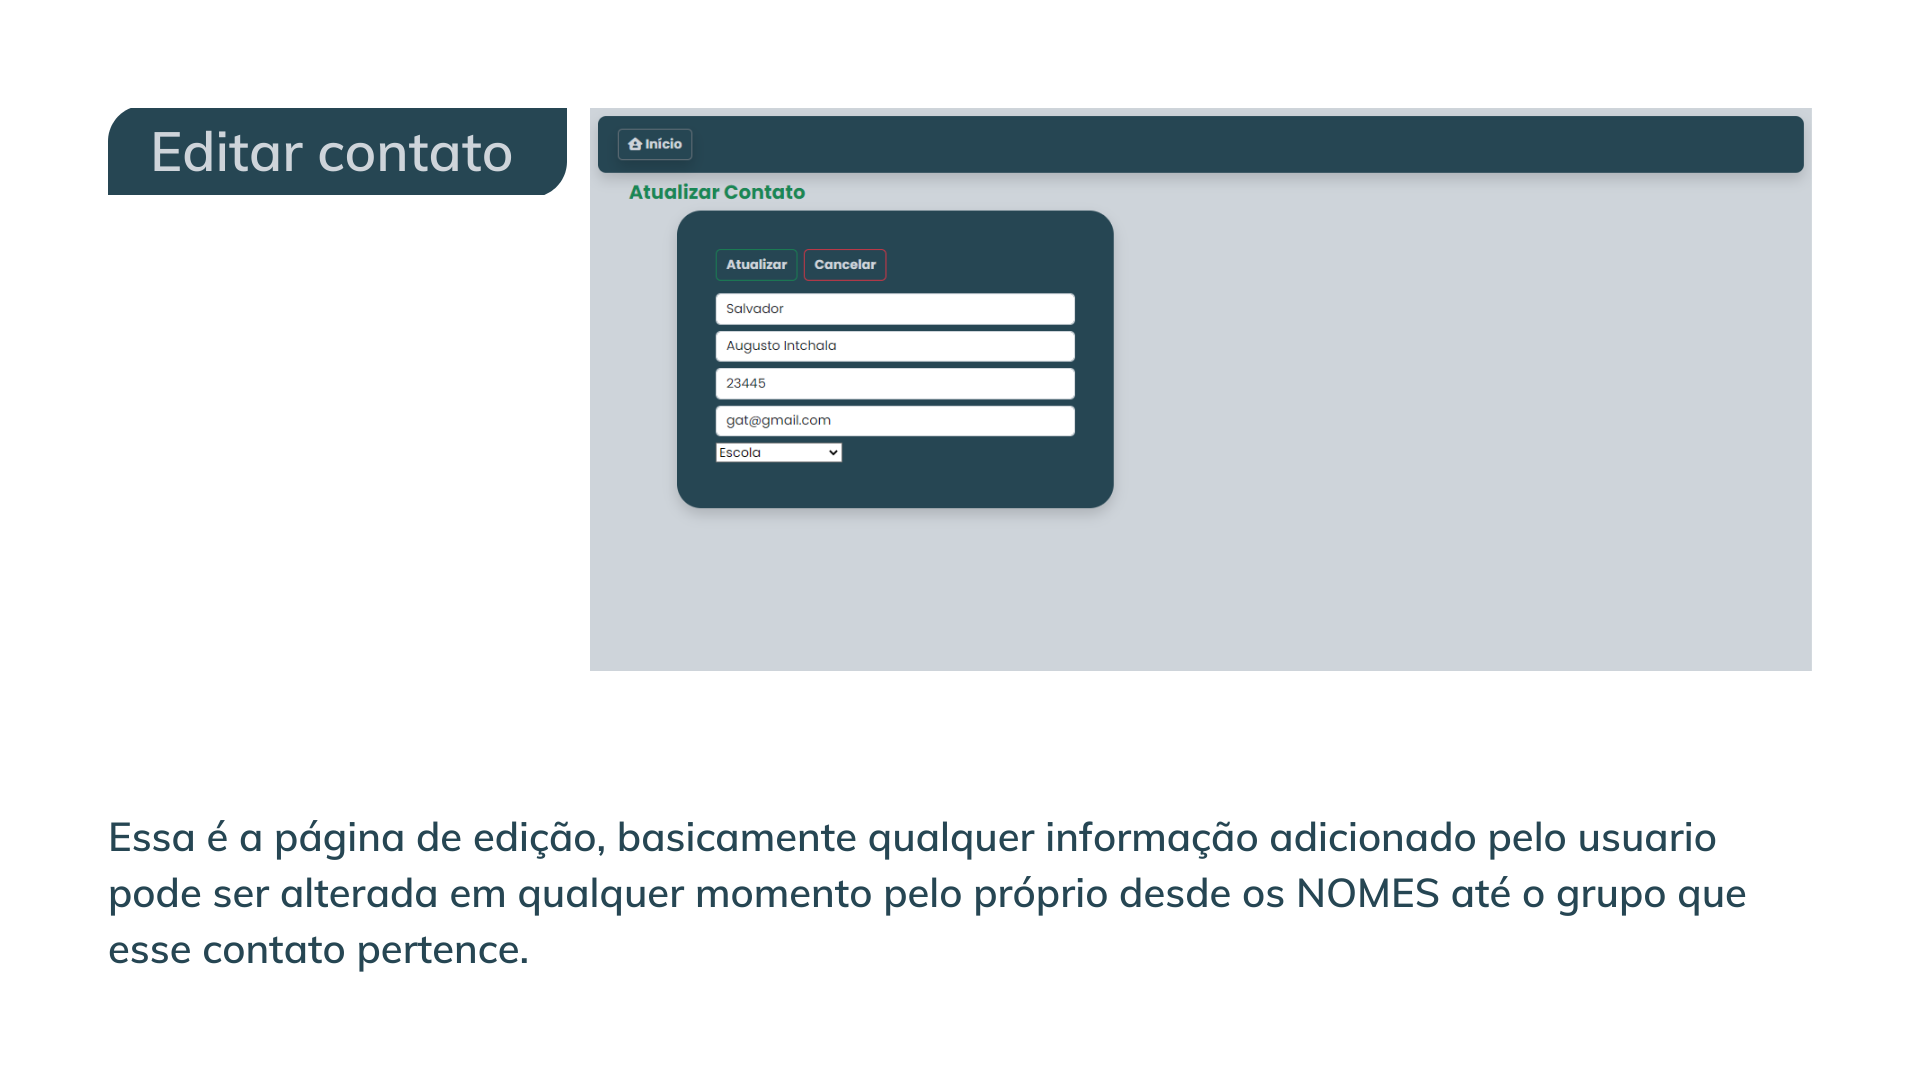 Editar contato
Início
Atualizar Contato
Atualizar Cancelar
Salvador
Augusto Intchala
23445
gat@gmail.com
Escola
Essa é a página de edição, basicamente qualquer informação adicionado pelo usuario
pode ser alterada em qualquer momento pelo próprio desde os NOMES até o grupo que
esse contato pertence.